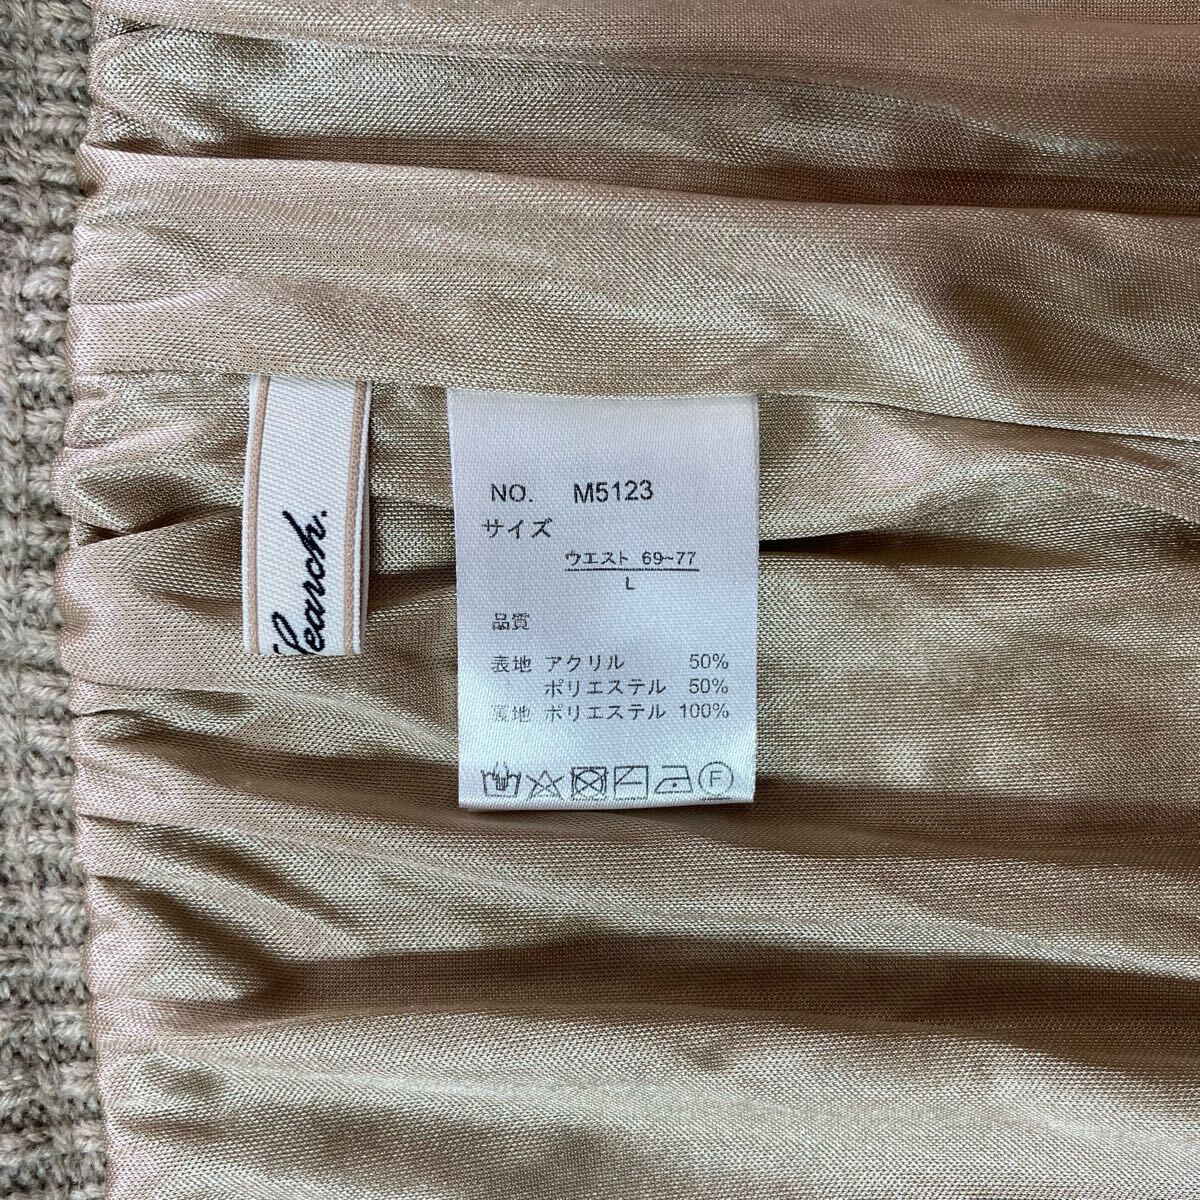 Search.
NO. M5123
サイズ
ウエスト 69~77
L
品質
表地 アクリル 50%
ポリエステル 50%
裏地 ポリエステル 100%
F